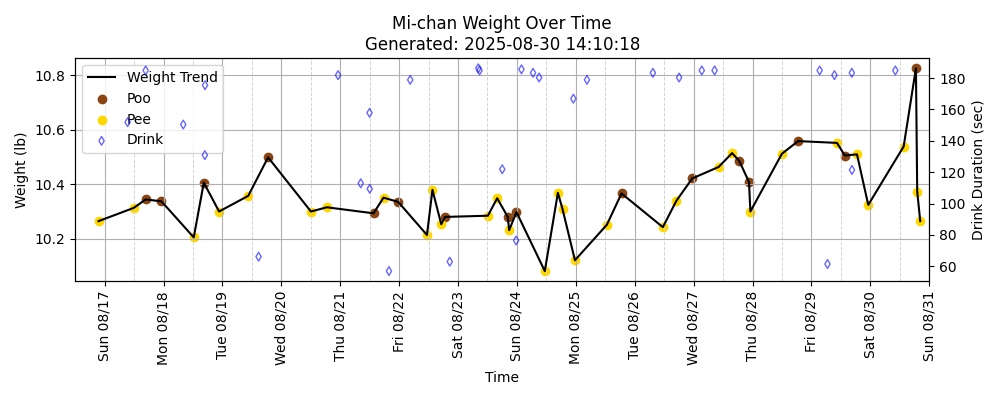 Mi-chan Weight Over Time
Generated: 2025-08-30 14:10:18
Weight (lb)
10.8
10.6
10.4
10.2
Weight Trend
Poo
Pee
Drink
180
160
140
120
100
80
60
Drink Duration (sec)
Sun 08/17
Mon 08/18
Tue 08/19
Wed 08/20
Thu 08/21
Fri 08/22
Sat 08/23
Sun 08/24
Mon 08/25
Tue 08/26
Wed 08/27
Thu 08/28
Fri 08/29
Sat 08/30
Sun 08/31
Time